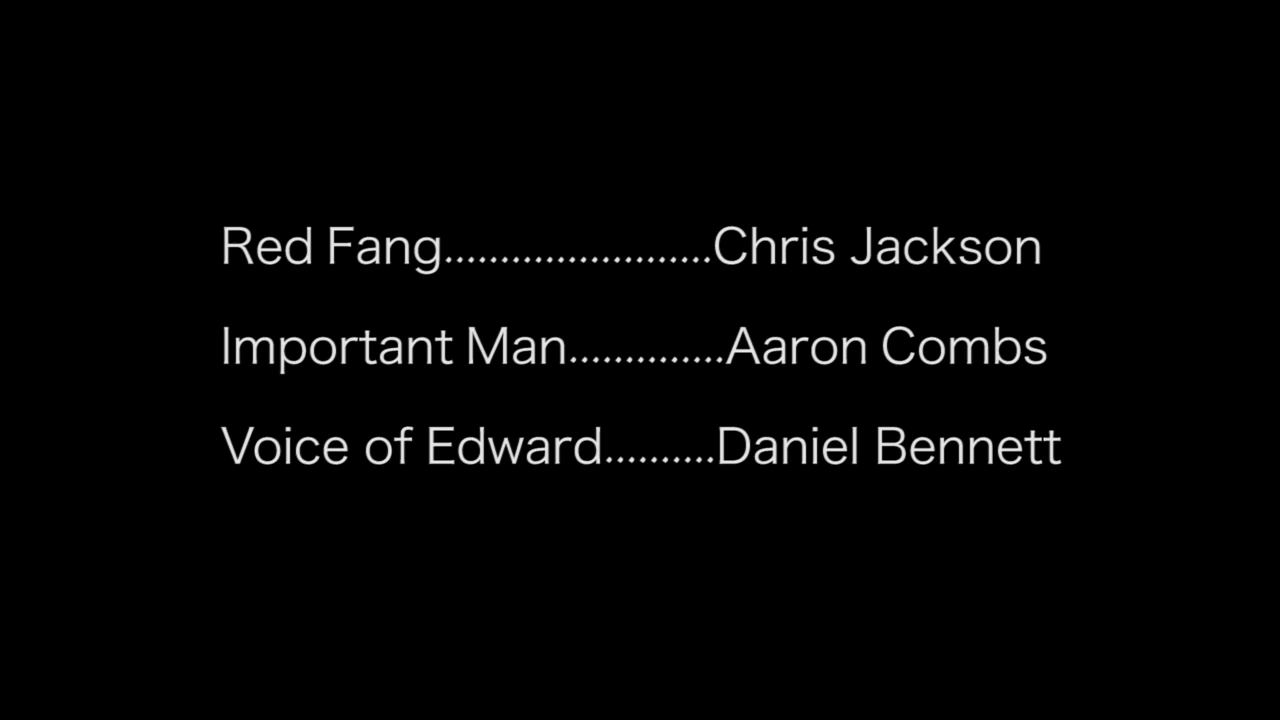 Red Fang........................Chris Jackson
Important Man..............Aaron Combs
Voice of Edward..........Daniel Bennett